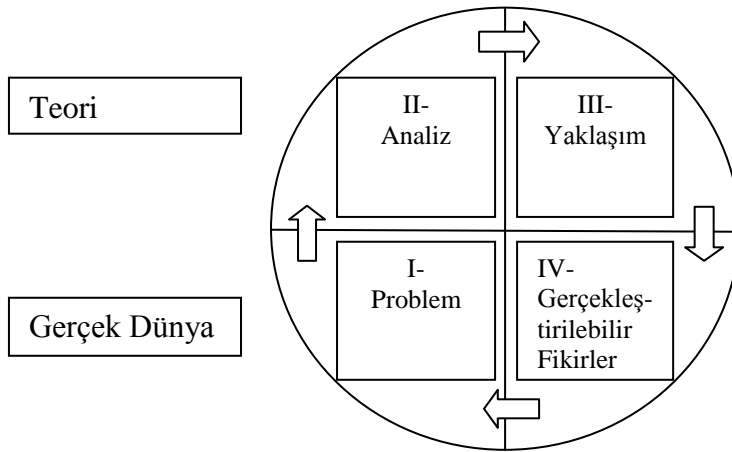 Teori
II-
Analiz
III-
Yaklaşım
Gerçek Dünya
I-
Problem
IV-
Gerçekleş-
tirilebilir
Fikirler